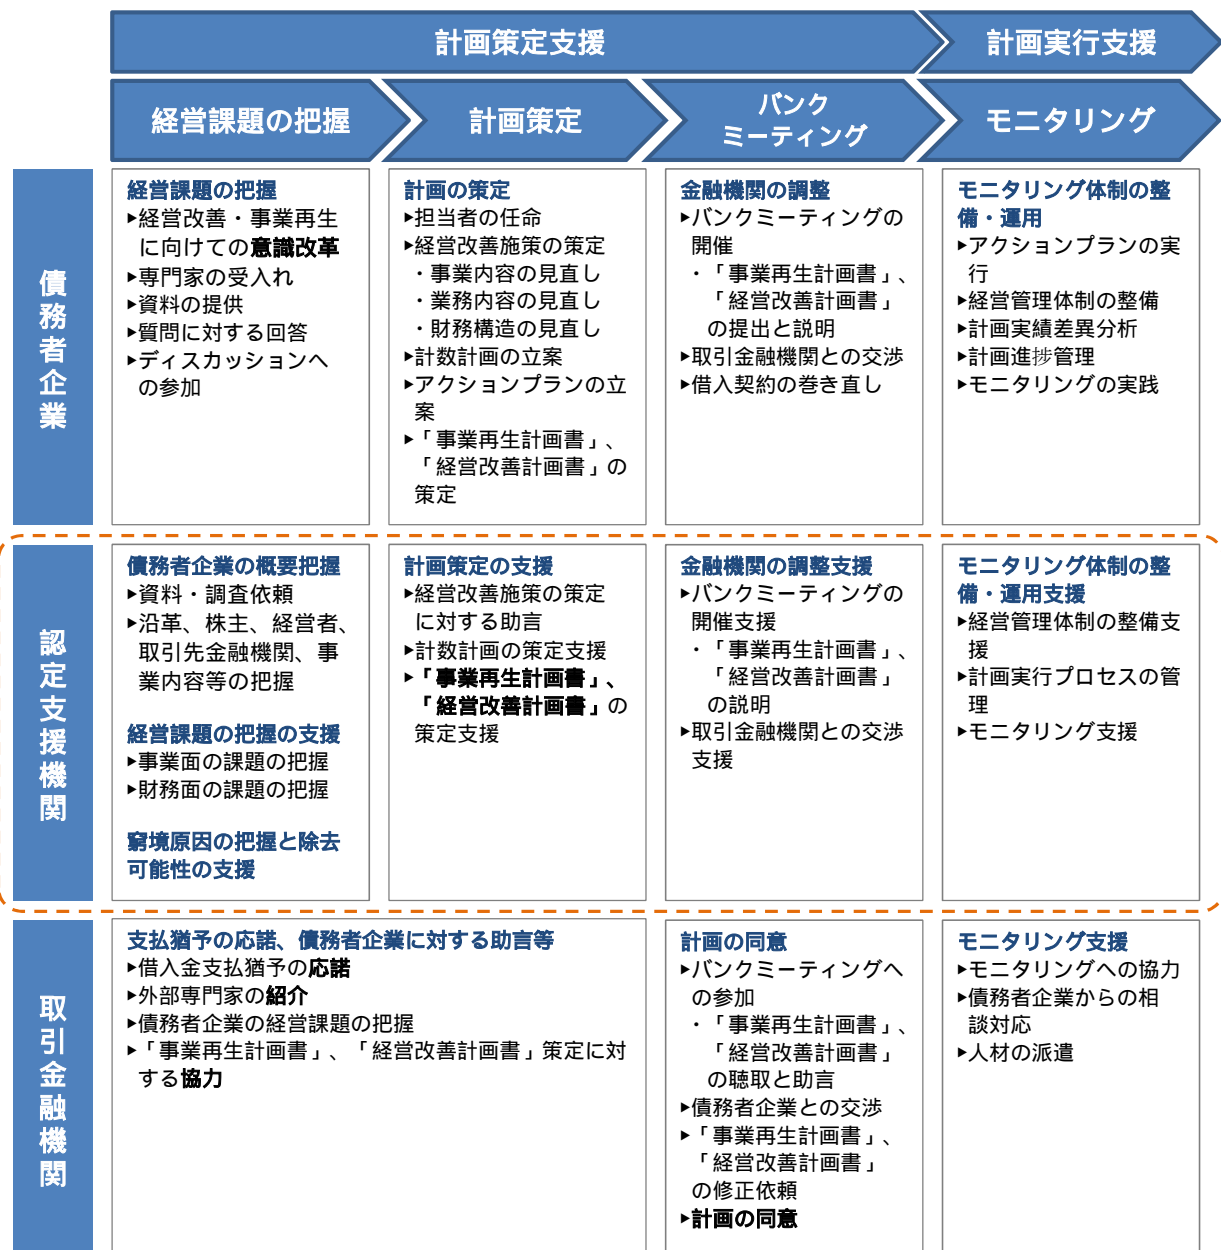 計画策定支援
計画実行支援
経営課題の把握
計画策定
バンク
ミーティング
モニタリング
債務者企業
経営課題の把握
▶経営改善・事業再生
に向けての意識改革
▶専門家の受入れ
▶資料の提供
▶質問に対する回答
▶ディスカッションへ
の参加
計画の策定
▶担当者の任命
▶経営改善施策の策定
・事業内容の見直し
・業務内容の見直し
・財務構造の見直し
▶計数計画の立案
▶アクションプランの立
案
▶「事業再生計画書」、
「経営改善計画書」の
策定
金融機関の調整
▶バンクミーティングの
開催
・「事業再生計画書」、
「経営改善計画書」
の提出と説明
▶取引金融機関との交渉
▶借入契約の巻き直し
モニタリング体制の整
備・運用
▶アクションプランの実
行
▶経営管理体制の整備
▶計画実績差異分析
▶計画進捗管理
▶モニタリングの実践
認定支援機関
債務者企業の概要把握
▶資料・調査依頼
▶沿革、株主、経営者、
取引先金融機関、事
業内容等の把握
経営課題の把握の支援
▶事業面の課題の把握
▶財務面の課題の把握
窮境原因の把握と除去
可能性の支援
計画策定の支援
▶経営改善施策の策定
に対する助言
▶計数計画の策定支援
▶「事業再生計画書」、
「経営改善計画書」の
策定支援
金融機関の調整支援
▶バンクミーティングの
開催支援
・「事業再生計画書」、
「経営改善計画書」
の説明
▶取引金融機関との交渉
支援
モニタリング体制の整
備・運用支援
▶経営管理体制の整備支
援
▶計画実行プロセスの管
理
▶モニタリング支援
取引金融機関
支払猶予の応諾、債務者企業に対する助言等
▶借入金支払猶予の応諾
▶外部専門家の紹介
▶債務者企業の経営課題の把握
▶「事業再生計画書」、「経営改善計画書」策定に対
する協力
計画の同意
▶バンクミーティングへ
の参加
・「事業再生計画書」、
「経営改善計画書」
の聴取と助言
▶債務者企業との交渉
▶「事業再生計画書」、
「経営改善計画書」
の修正依頼
▶計画の同意
モニタリング支援
▶モニタリングへの協力
▶債務者企業からの相
談対応
▶人材の派遣